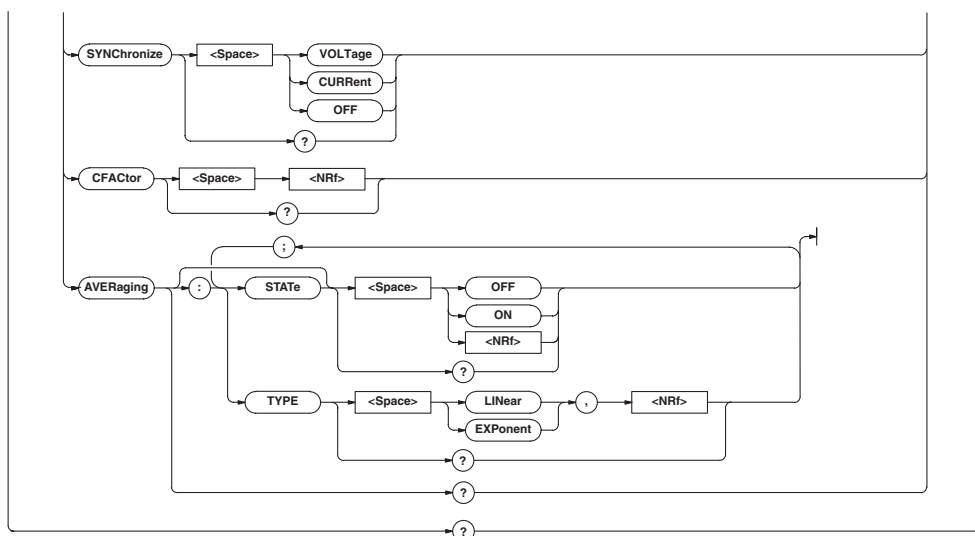 SYNChronize <Space> VOLTage
CURRent
OFF
?
CFACtor <Space> <NRf>
?
;
AVERaging : STATe <Space> OFF
ON
<NRf>
?
TYPE <Space> LINear , <NRf>
EXPonent
?
?
?